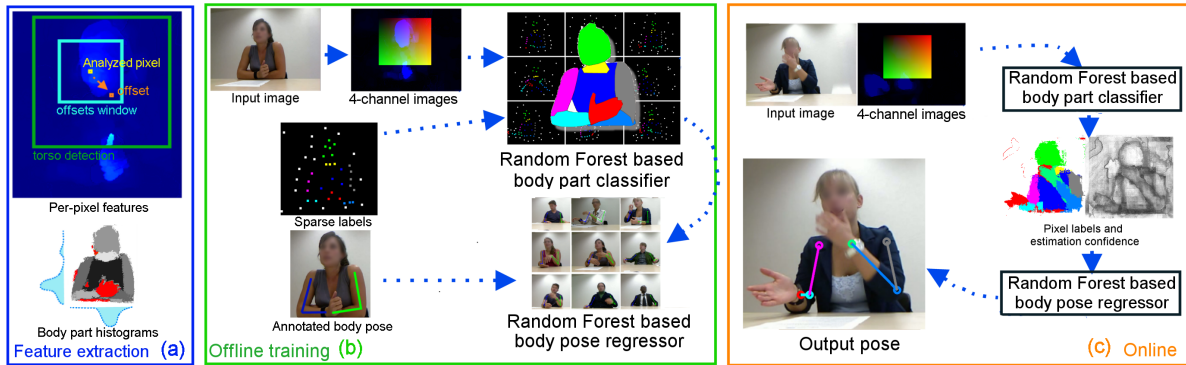 Analyzed pixel
offset
offsets window
torso detection
Per-pixel features
Body part histograms
Feature extraction (a)
Input image
4-channel images
Sparse labels
Random Forest based
body part classifier
Annotated body pose
Random Forest based
body pose regressor
Offline training (b)
Input image
4-channel images
Random Forest based
body part classifier
Pixel labels and
estimation confidence
Random Forest based
body pose regressor
Output pose
(c) Online